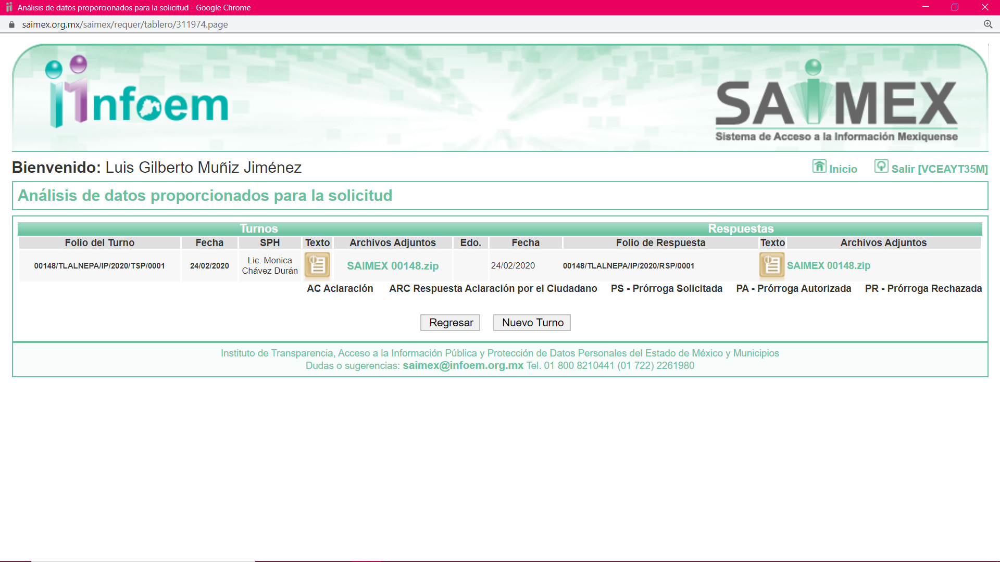 Análisis de datos proporcionados para la solicitud - Google Chrome
saimex.org.mx/saimex/requer/tablero/311974.page
infoem
SAiMEX
Sistema de Acceso a la Información Mexiquense
Bienvenido: Luis Gilberto Muñiz Jiménez
Inicio
Salir [VCEAYT35M]
Análisis de datos proporcionados para la solicitud
Turnos
Respuestas
Folio del Turno
Fecha
SPH
Texto
Archivos Adjuntos
Edo.
Fecha
Folio de Respuesta
Texto
Archivos Adjuntos
00148/TLALNEPA/IP/2020/TSP/0001
24/02/2020
Lic. Monica
Chávez Durán
SAIMEX 00148.zip
24/02/2020
00148/TLALNEPA/IP/2020/RSP/0001
SAIMEX 00148.zip
AC Aclaración
ARC Respuesta Aclaración por el Ciudadano
PS - Prórroga Solicitada
PA - Prórroga Autorizada
PR - Prórroga Rechazada
Regresar
Nuevo Turno
Instituto de Transparencia, Acceso a la Información Pública y Protección de Datos Personales del Estado de México y Municipios
Dudas o sugerencias: saimex@infoem.org.mx Tel. 01 800 8210441 (01 722) 2261980